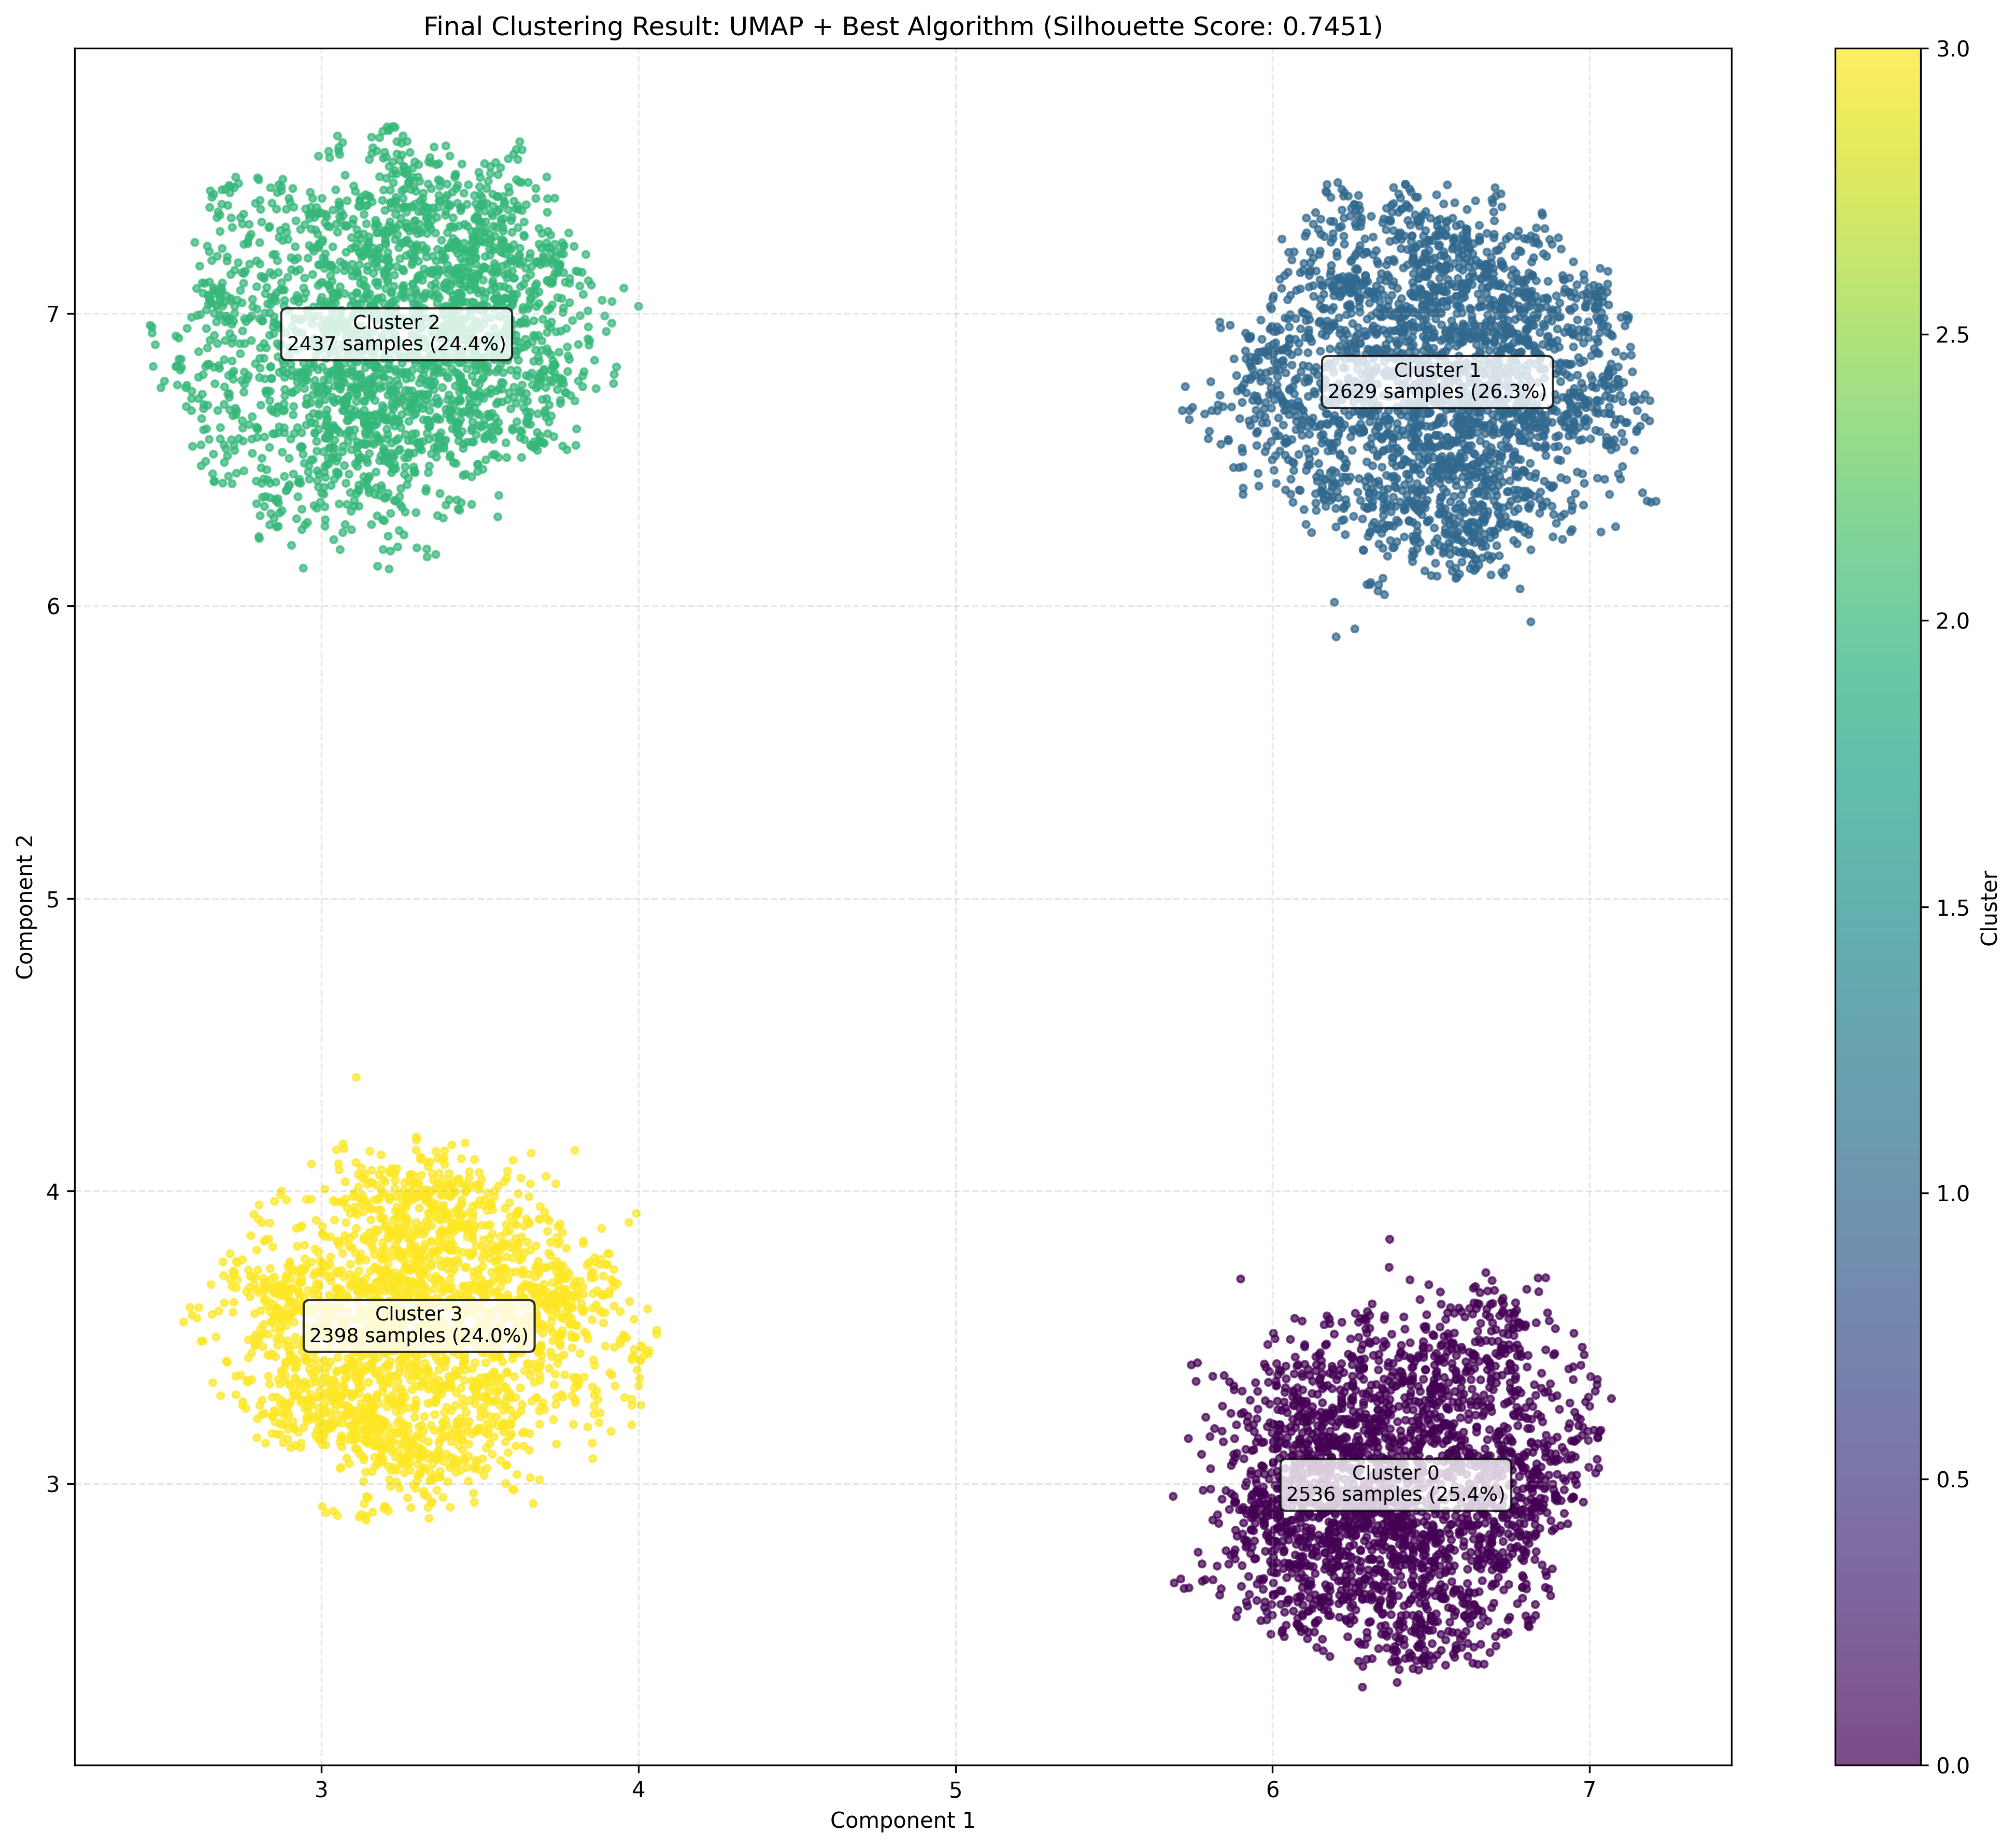 Final Clustering Result: UMAP + Best Algorithm (Silhouette Score: 0.7451)
Cluster 2
2437 samples (24.4%)
Cluster 1
2629 samples (26.3%)
Cluster 3
2398 samples (24.0%)
Cluster 0
2536 samples (25.4%)
7
6
5
4
3
Component 2
3
4
5
6
7
Component 1
3.0
2.5
2.0
1.5
1.0
0.5
0.0
Cluster